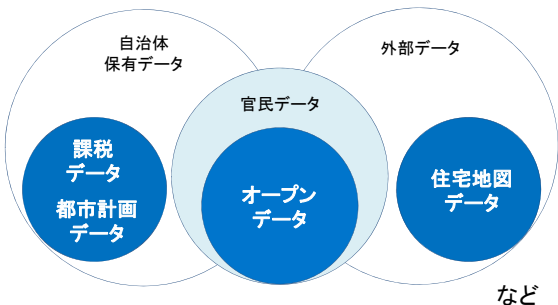 自治体
保有データ
外部データ
官民データ
課税
データ
都市計画
データ
オープン
データ
住宅地図
データ
など